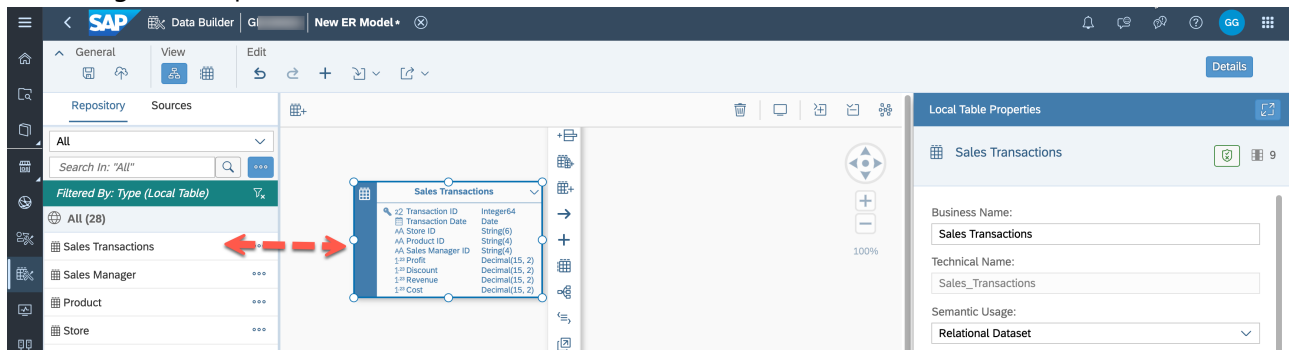 SAP Data Builder GI New ER Model* GG
General View Edit
Details
Repository Sources
Local Table Properties
All
Sales Transactions 9
Search In: "All"
Filtered By: Type (Local Table)
All (28)
Sales Transactions
Transaction ID Integer64
Transaction Date Date
Store ID String(6)
Product ID String(4)
Sales Manager ID String(4)
Profit Decimal(15, 2)
Discount Decimal(15, 2)
Revenue Decimal(15, 2)
Cost Decimal(15, 2)
100%
Sales Transactions
Sales Manager
Product
Store
Business Name:
Sales Transactions
Technical Name:
Sales_Transactions
Semantic Usage:
Relational Dataset